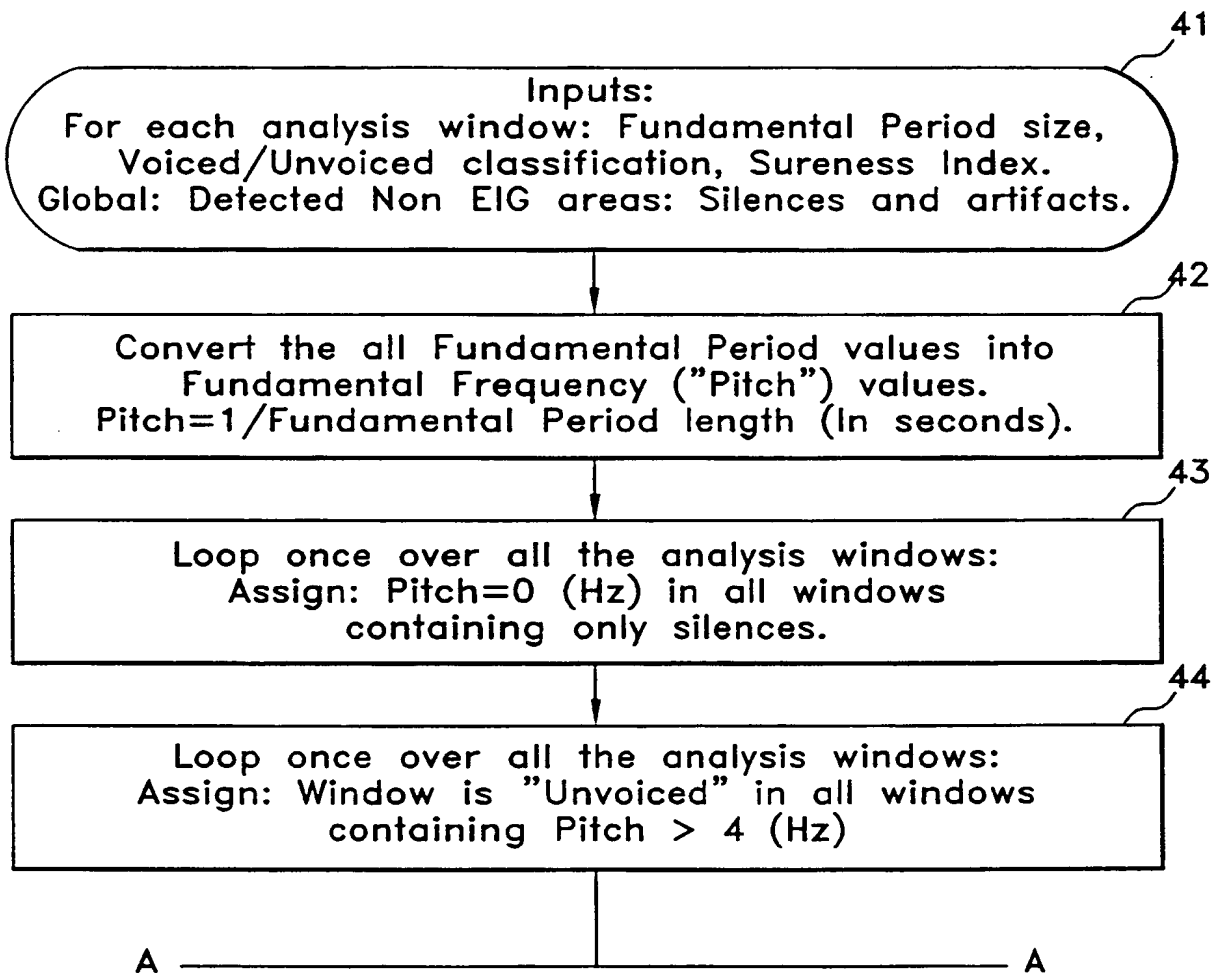 41
Inputs:
For each analysis window: Fundamental Period size,
Voiced/Unvoiced classification, Sureness Index.
Global: Detected Non EIG areas: Silences and artifacts.
42
Convert the all Fundamental Period values into
Fundamental Frequency ("Pitch") values.
Pitch=1/Fundamental Period length (In seconds).
43
Loop once over all the analysis windows:
Assign: Pitch=0 (Hz) in all windows
containing only silences.
44
Loop once over all the analysis windows:
Assign: Window is "Unvoiced" in all windows
containing Pitch > 4 (Hz)
A A